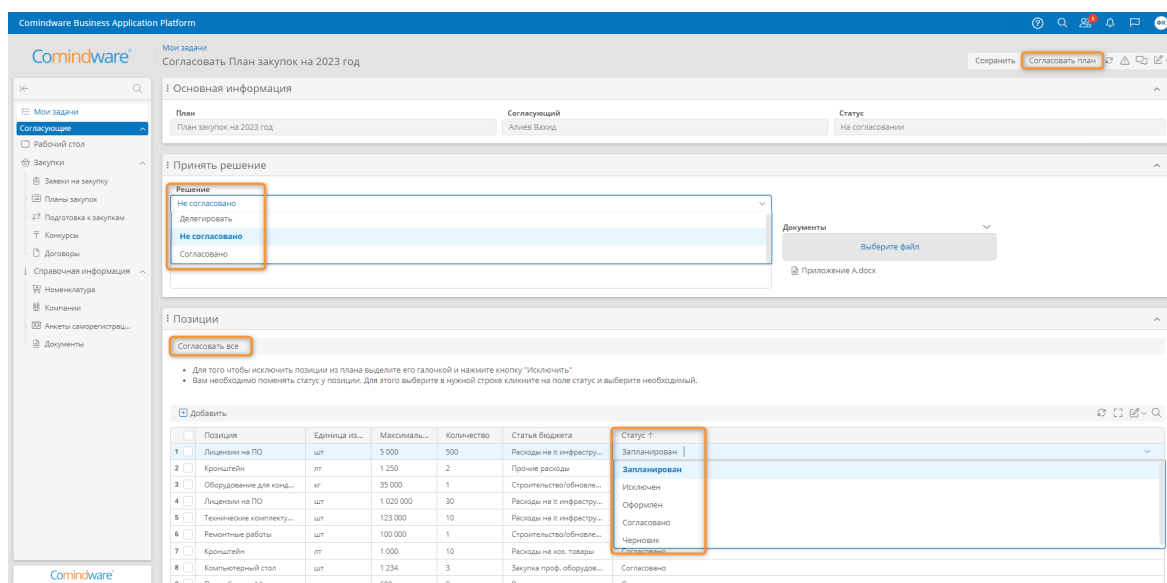 Comindware Business Application Platform
1
ФК
Comindware
Мои задачи
Согласовать План закупок на 2023 год
Сохранить
Согласовать план
Мои задачи
Согласующие
Рабочий стол
Закупки
Заявки на закупку
Планы закупок
Подготовка к закупкам
Конкурсы
Договоры
Справочная информация
Номенклатура
Компании
Анкеты саморегистрац...
Документы
Comindware
Основная информация
План Согласующий Статус
План закупок на 2023 год Алиев Вахид На согласовании
Принять решение
Решение
Не согласовано
Делегировать
Не согласовано
Согласовано
Документы
Выберите файл
Приложение A.docx
Позиции
Согласовать все
• Для того чтобы исключить позиции из плана выделите его галочкой и нажмите кнопку "Исключить"
• Вам необходимо поменять статус у позиции. Для этого выберите в нужной строке кликните на поле статус и выберите необходимый.
Добавить
Позиция Единица из... Максималь... Количество Статья бюджета Статус ↑
1 Лицензии на ПО шт 5 000 500 Расходы на it инфрастру... Запланирован
2 Кронштейн лт 1 250 2 Прочие расходы
3 Оборудование для конд... кг 35 000 1 Строительство/обновле...
4 Лицензии на ПО шт 1 020 000 30 Расходы на it инфрастру...
5 Технические комплекту... шт 123 000 10 Расходы на it инфрастру...
6 Ремонтные работы шт 100 000 1 Строительство/обновле...
7 Кронштейн лт 1 000 10 Расходы на хоз. товары Согласовано
8 Компьютерный стол шт 1 234 3 Закупка проф. оборудов... Согласовано
Запланирован
Исключен
Оформлен
Согласовано
Черновик